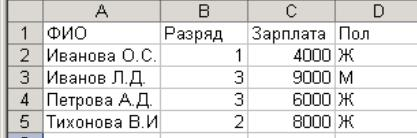 A B C D
1 ФИО Разряд Зарплата Пол
2 Иванова О.С. 1 4000 Ж
3 Иванов Л.Д. 3 9000 М
4 Петрова А.Д. 3 6000 Ж
5 Тихонова В.И 2 8000 Ж